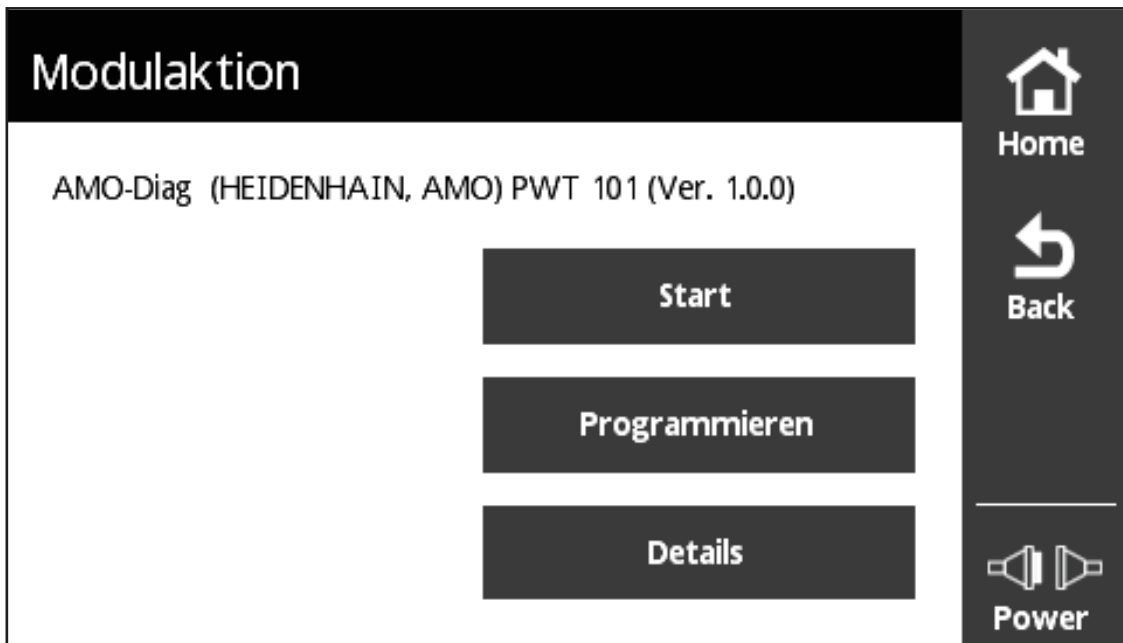 Modulaktion
AMO-Diag (HEIDENHAIN, AMO) PWT 101 (Ver. 1.0.0)
Start
Programmieren
Details
Home
Back
Power